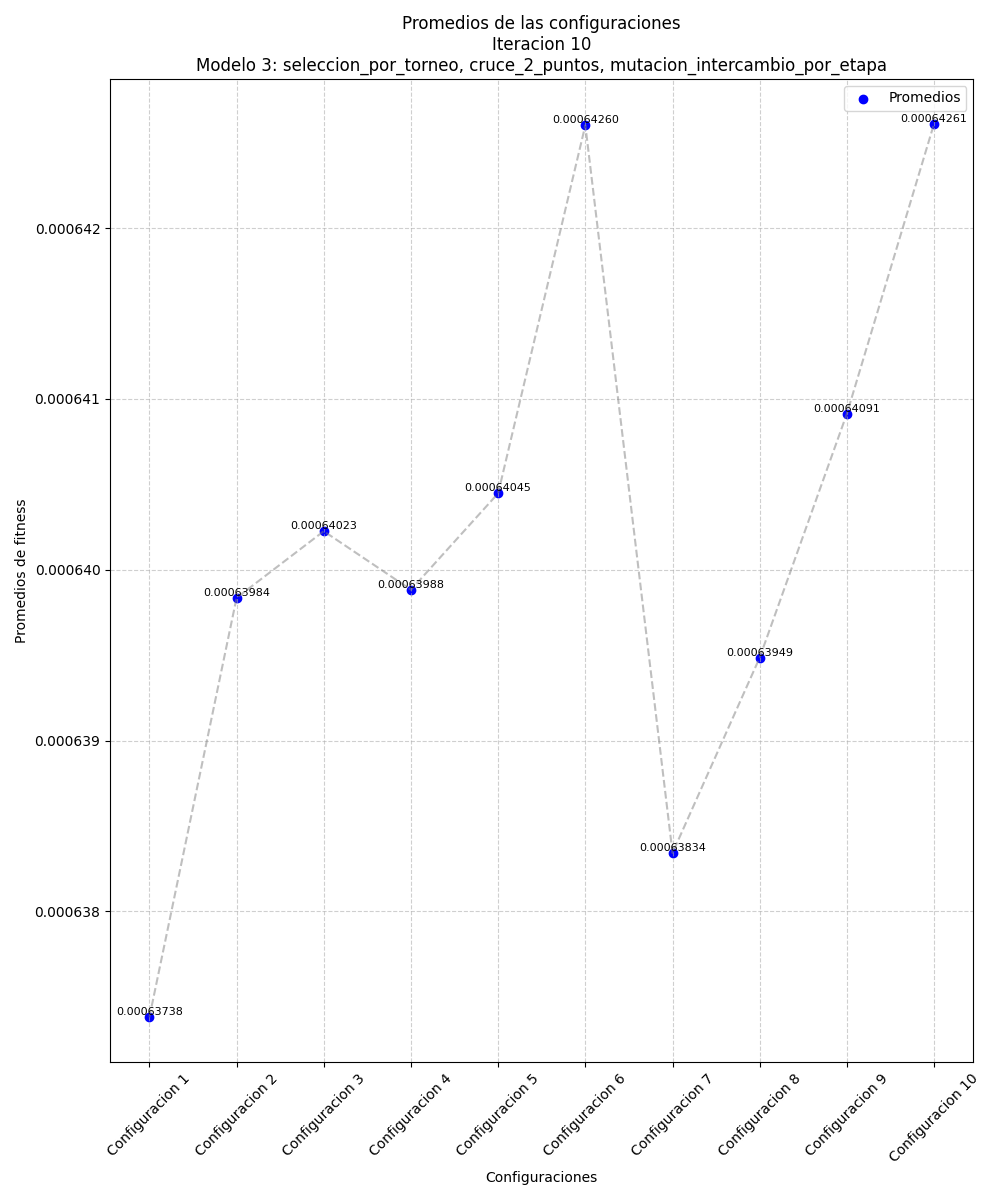 Promedios de las configuraciones
Iteracion 10
Modelo 3: seleccion_por_torneo, cruce_2_puntos, mutacion_intercambio_por_etapa
Promedios
0.00064260
0.00064261
0.000642
0.000641
0.00064091
0.00064045
0.00064023
0.000640
0.00063988
0.00063984
0.00063949
0.000639
0.00063834
0.000638
0.00063738
Promedios de fitness
Configuracion 1
Configuracion 2
Configuracion 3
Configuracion 4
Configuracion 5
Configuracion 6
Configuracion 7
Configuracion 8
Configuracion 9
Configuracion 10
Configuraciones